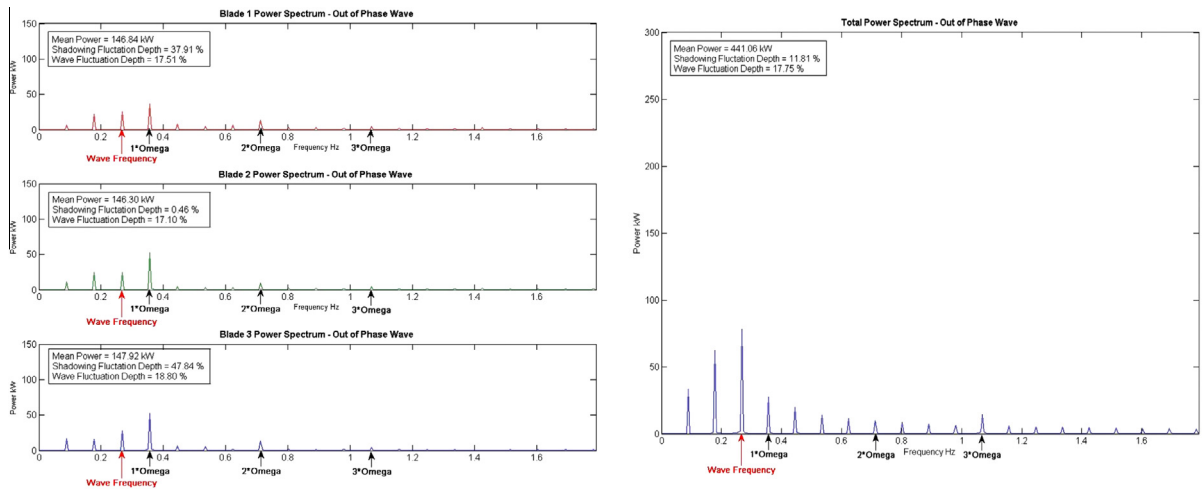 Blade 1 Power Spectrum - Out of Phase Wave
150
100
50
0
Power kW
Mean Power = 146.84 kW
Shadowing Fluctation Depth = 37.91 %
Wave Fluctuation Depth = 17.51 %
0 0.2 0.4 0.6 0.8 1 1.2 1.4 1.6
Wave Frequency
1*Omega
2*Omega
Frequency Hz
3*Omega
Blade 2 Power Spectrum - Out of Phase Wave
150
100
50
0
Power kW
Mean Power = 146.30 kW
Shadowing Fluctation Depth = 0.46 %
Wave Fluctuation Depth = 17.10 %
0 0.2 0.4 0.6 0.8 1 1.2 1.4 1.6
Wave Frequency
1*Omega
2*Omega
Frequency Hz
3*Omega
Blade 3 Power Spectrum - Out of Phase Wave
150
100
50
0
Power kW
Mean Power = 147.92 kW
Shadowing Fluctation Depth = 47.84 %
Wave Fluctuation Depth = 18.80 %
0 0.2 0.4 0.6 0.8 1 1.2 1.4 1.6
Wave Frequency
1*Omega
2*Omega
Frequency Hz
3*Omega
Total Power Spectrum - Out of Phase Wave
300
250
200
150
100
50
0
Power kW
Mean Power = 441.06 kW
Shadowing Fluctation Depth = 11.81 %
Wave Fluctuation Depth = 17.75 %
0 0.2 0.4 0.6 0.8 1 1.2 1.4 1.6
Wave Frequency
1*Omega
2*Omega
Frequency Hz
3*Omega